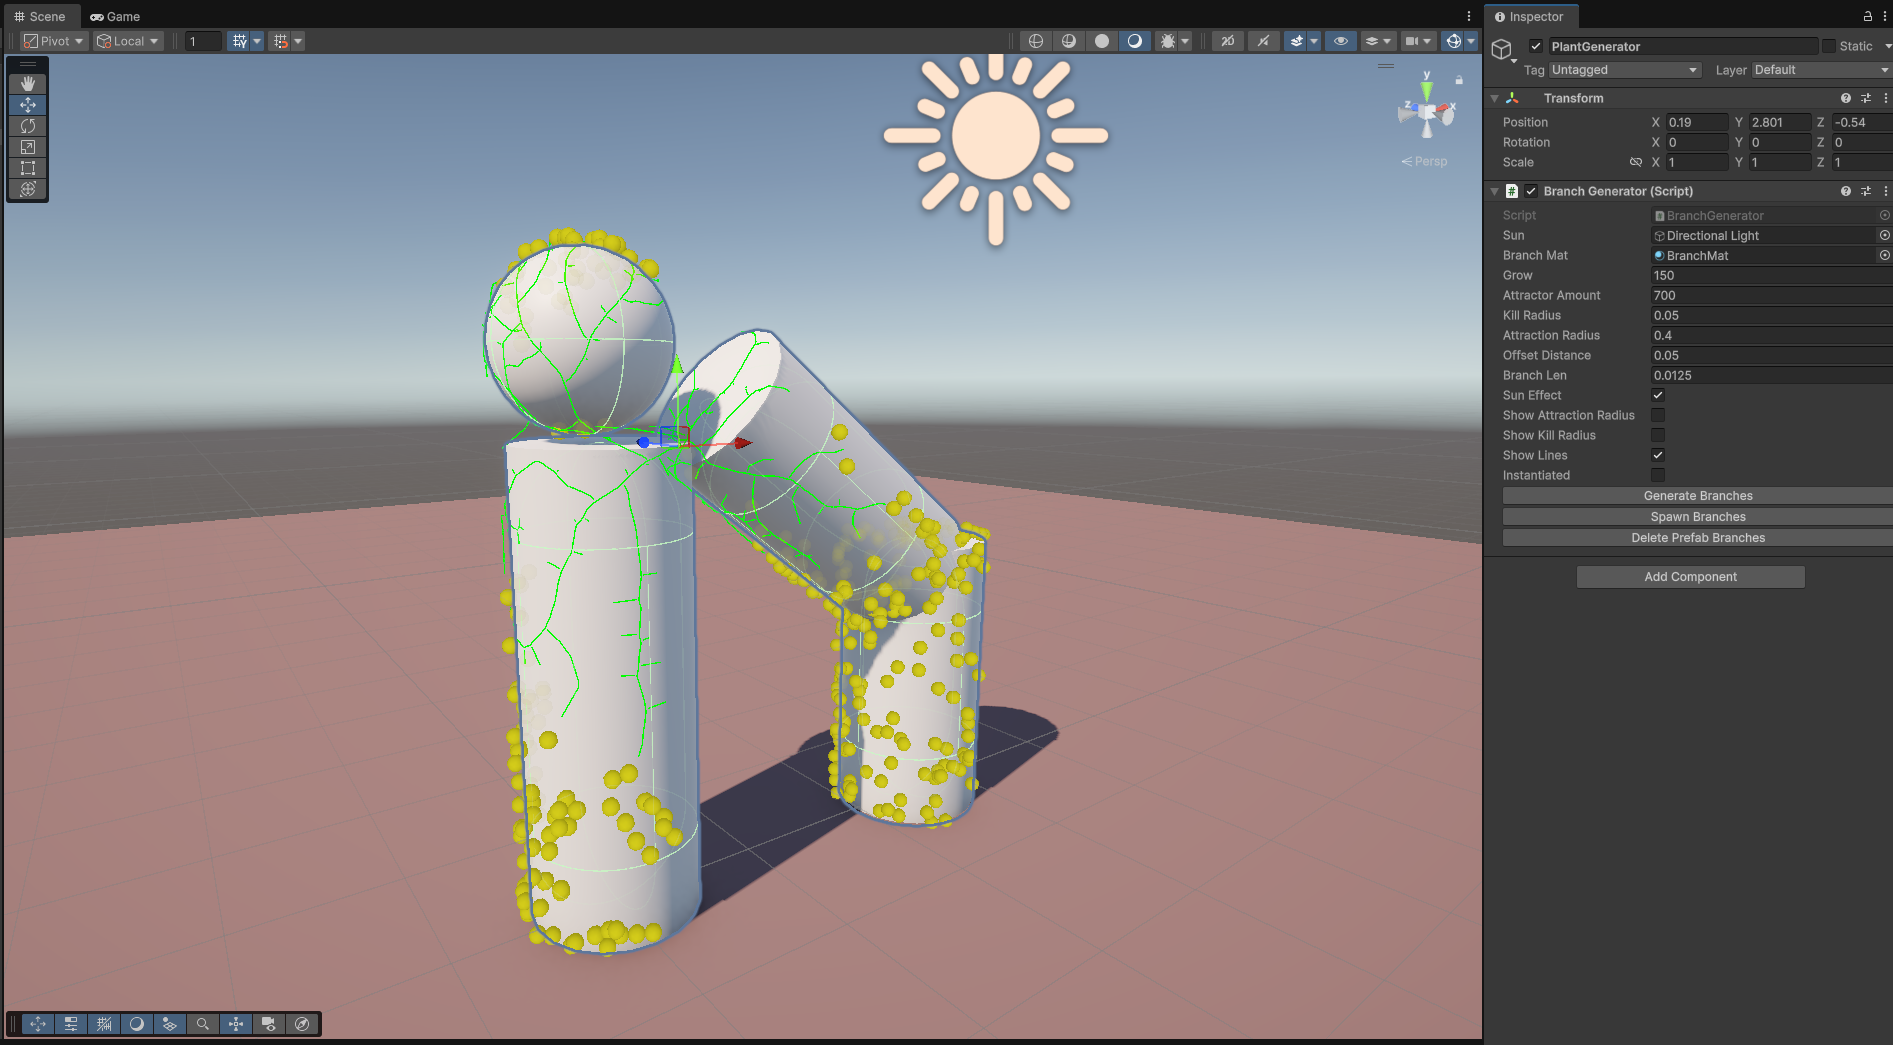 Scene Game
Inspector
Pivot Local 1 2D
PlantGenerator Static
Tag Untagged Layer Default
Transform
Position X 0.19 Y 2.801 Z -0.54
Rotation X 0 Y 0 Z 0
Scale X 1 Y 1 Z 1
y
z x
Persp
# Branch Generator (Script)
Script BranchGenerator
Sun Directional Light
Branch Mat BranchMat
Grow 150
Attractor Amount 700
Kill Radius 0.05
Attraction Radius 0.4
Offset Distance 0.05
Branch Len 0.0125
Sun Effect
Show Attraction Radius
Show Kill Radius
Show Lines
Instantiated
Generate Branches
Spawn Branches
Delete Prefab Branches
Add Component